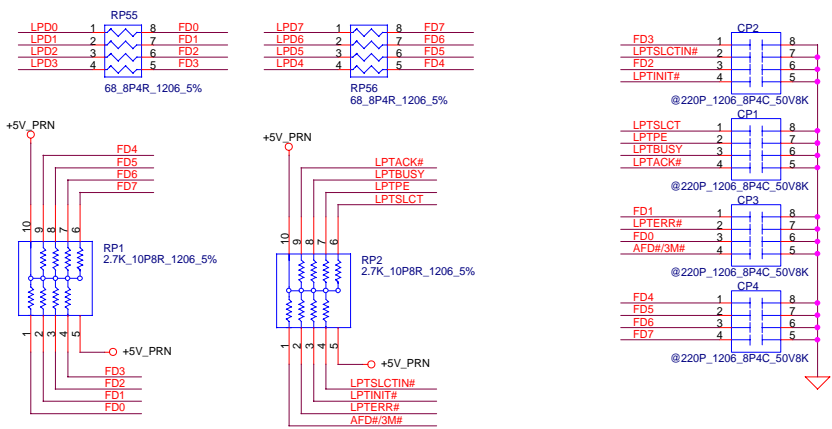 RP55
LPD0 1 8 FD0
LPD1 2 7 FD1
LPD2 3 6 FD2
LPD3 4 5 FD3
68_8P4R_1206_5%
LPD7 1 8 FD7
LPD6 2 7 FD6
LPD5 3 6 FD5
LPD4 4 5 FD4
RP56
68_8P4R_1206_5%
+5V_PRN
FD4
FD5
FD6
FD7
10 9 8 7 6
RP1
2.7K_10P8R_1206_5%
1 2 3 4 5
+5V_PRN
FD3
FD2
FD1
FD0
+5V_PRN
LPTACK#
LPTBUSY
LPTPE
LPTSLCT
10 9 8 7 6
RP2
2.7K_10P8R_1206_5%
1 2 3 4 5
+5V_PRN
LPTSLCTIN#
LPTINIT#
LPTERR#
AFD#/3M#
CP2
FD3 1 8
LPTSLCTIN# 2 7
FD2 3 6
LPTINIT# 4 5
@220P_1206_8P4C_50V8K
CP1
LPTSLCT 1 8
LPTPE 2 7
LPTBUSY 3 6
LPTACK# 4 5
@220P_1206_8P4C_50V8K
CP3
FD1 1 8
LPTERR# 2 7
FD0 3 6
AFD#/3M# 4 5
@220P_1206_8P4C_50V8K
CP4
FD4 1 8
FD5 2 7
FD6 3 6
FD7 4 5
@220P_1206_8P4C_50V8K